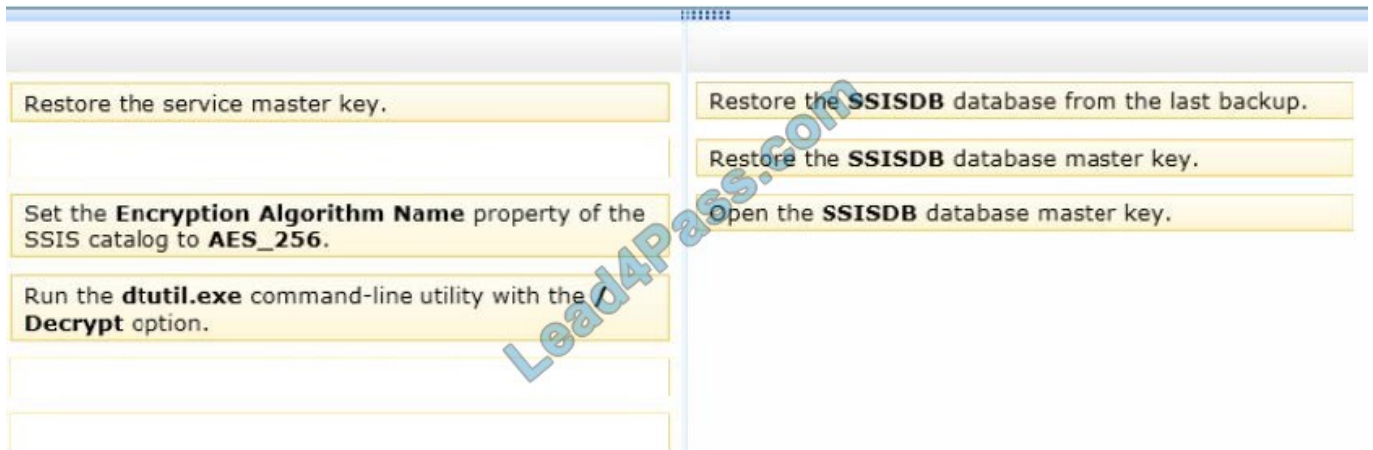 Restore the service master key.
Set the Encryption Algorithm Name property of the
SSIS catalog to AES_256.
Run the dtutil.exe command-line utility with the /
Decrypt option.
Restore the SSISDB database from the last backup.
Restore the SSISDB database master key.
Open the SSISDB database master key.
Lead4Pass.com